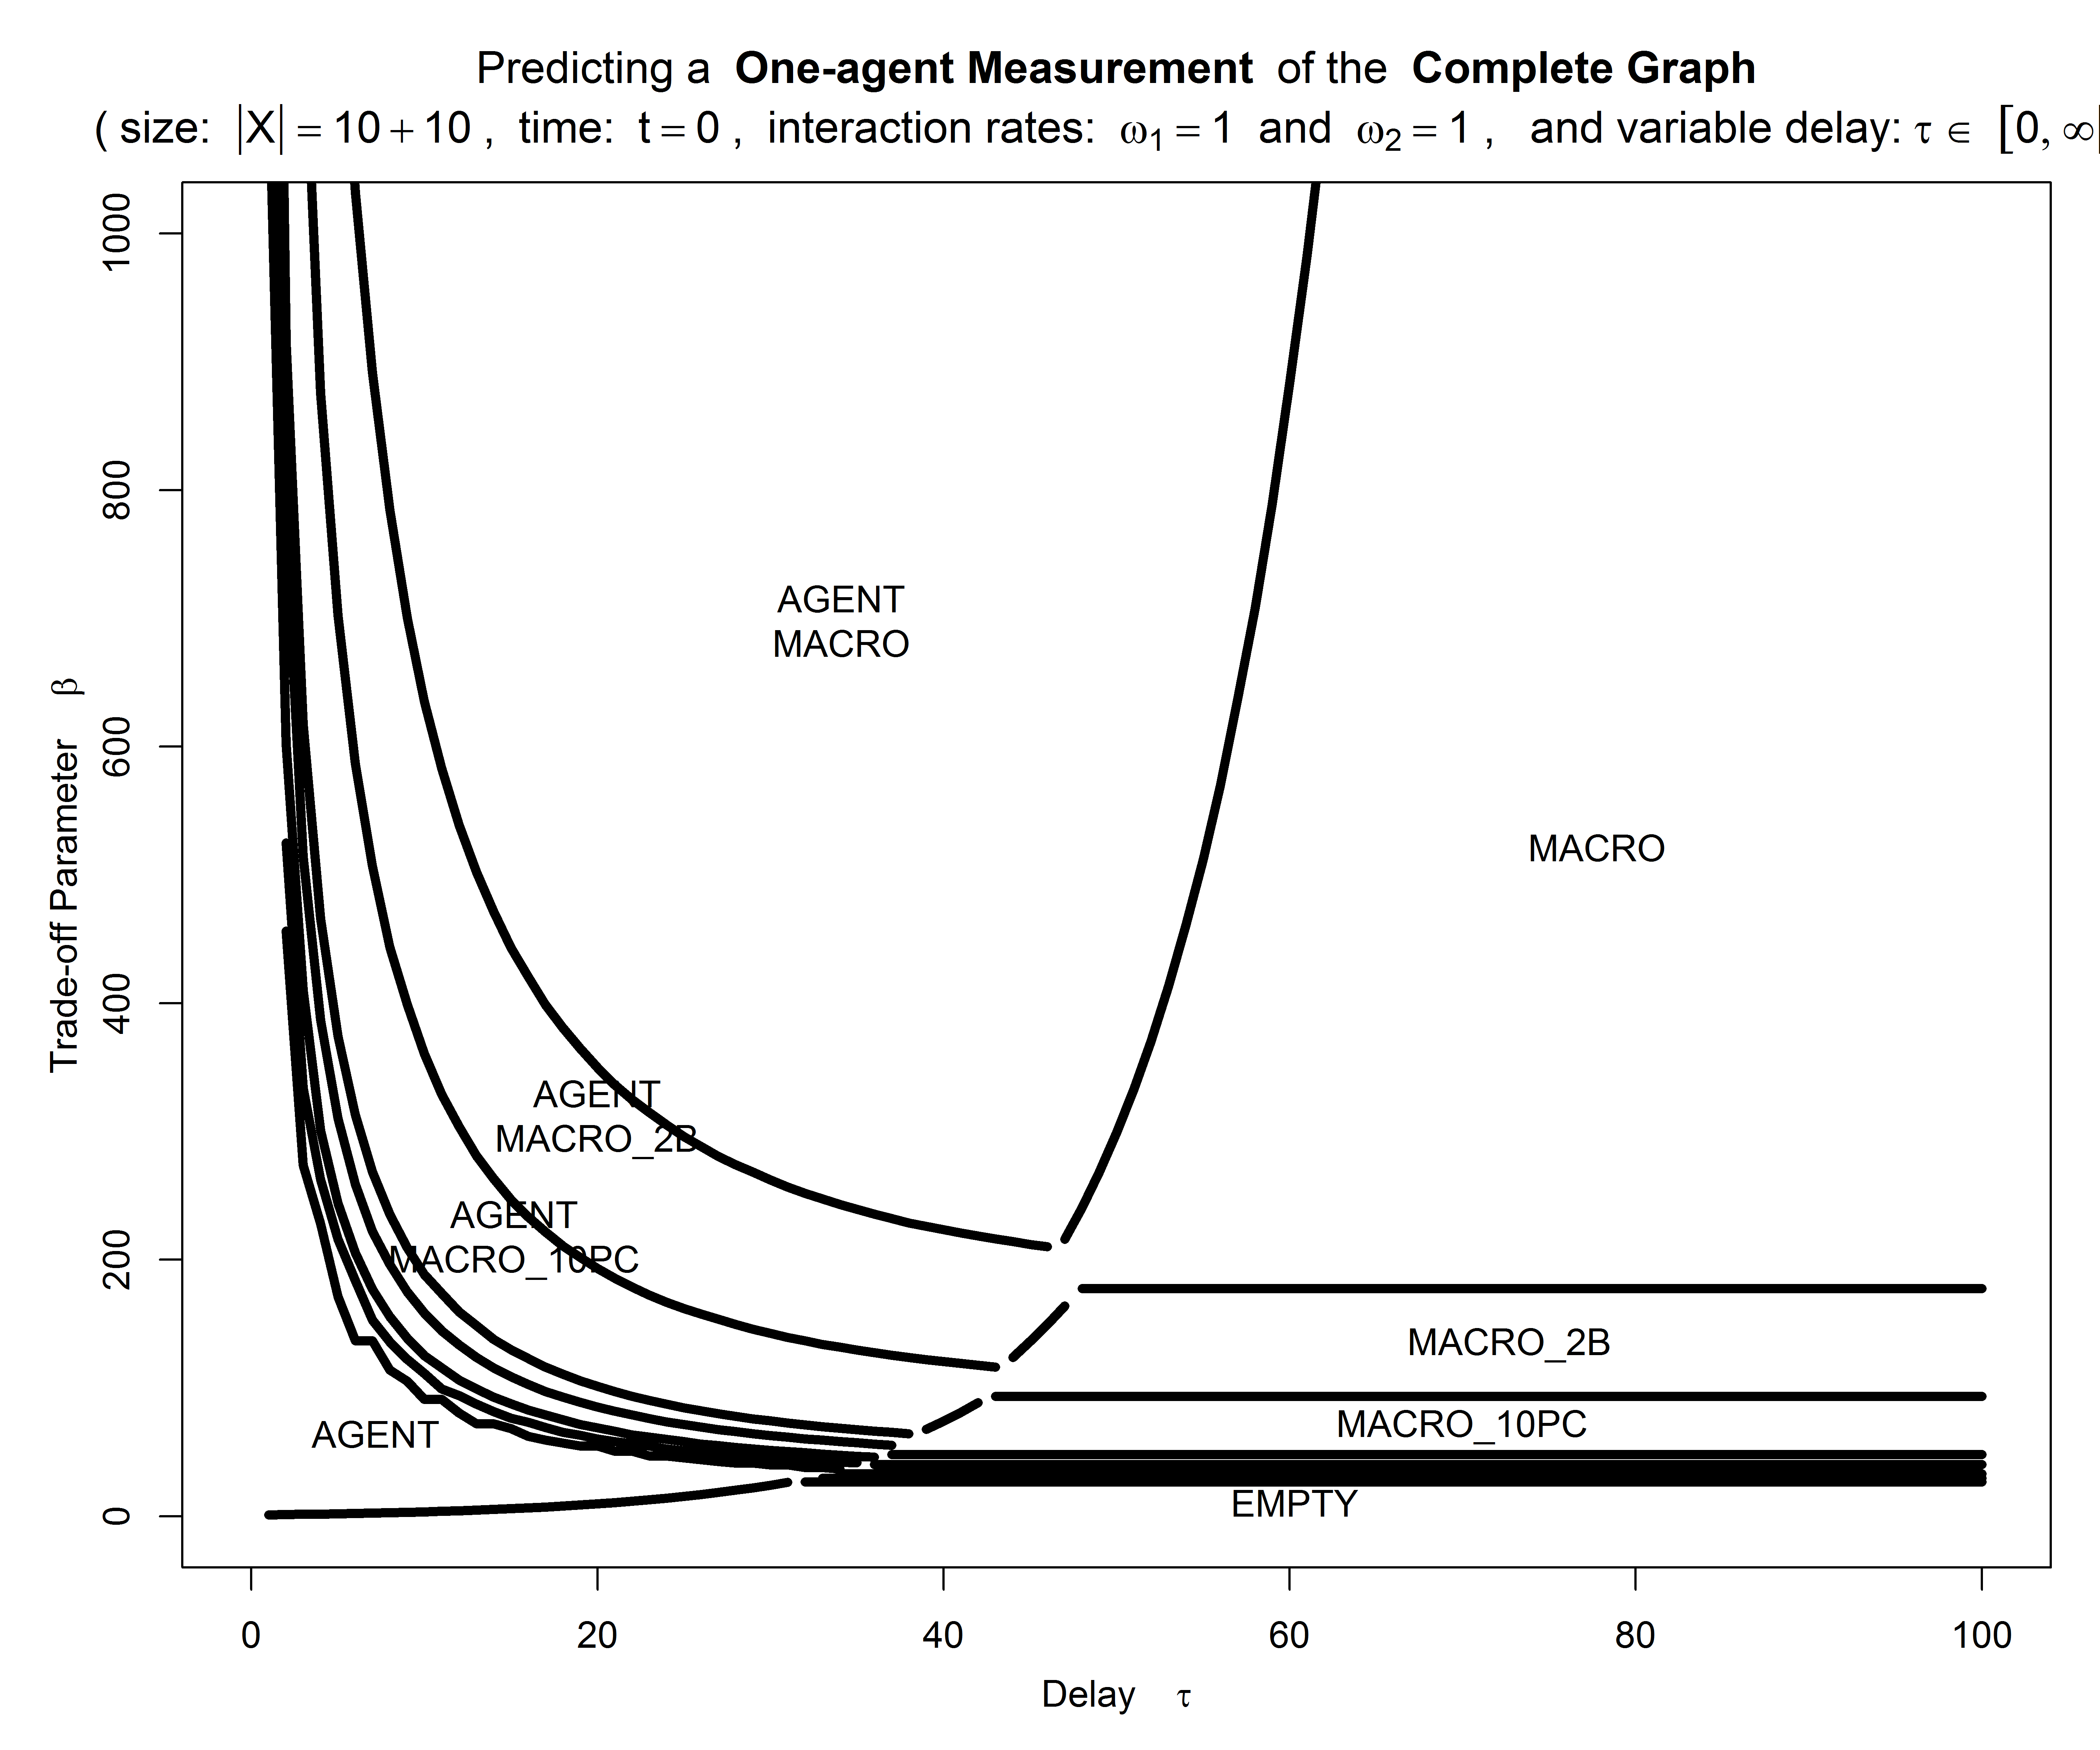 Predicting a One-agent Measurement of the Complete Graph
( size: |X| = 10 + 10 , time: t = 0 , interaction rates: ω1 = 1 and ω2 = 1 , and variable delay: τ ∈ [0, ∞[
1000
800
600
400
200
0
Trade-off Parameter β
AGENT
MACRO
MACRO
AGENT
MACRO_2B
AGENT
MACRO_10PC
MACRO_2B
MACRO_10PC
AGENT
EMPTY
0 20 40 60 80 100
Delay τ